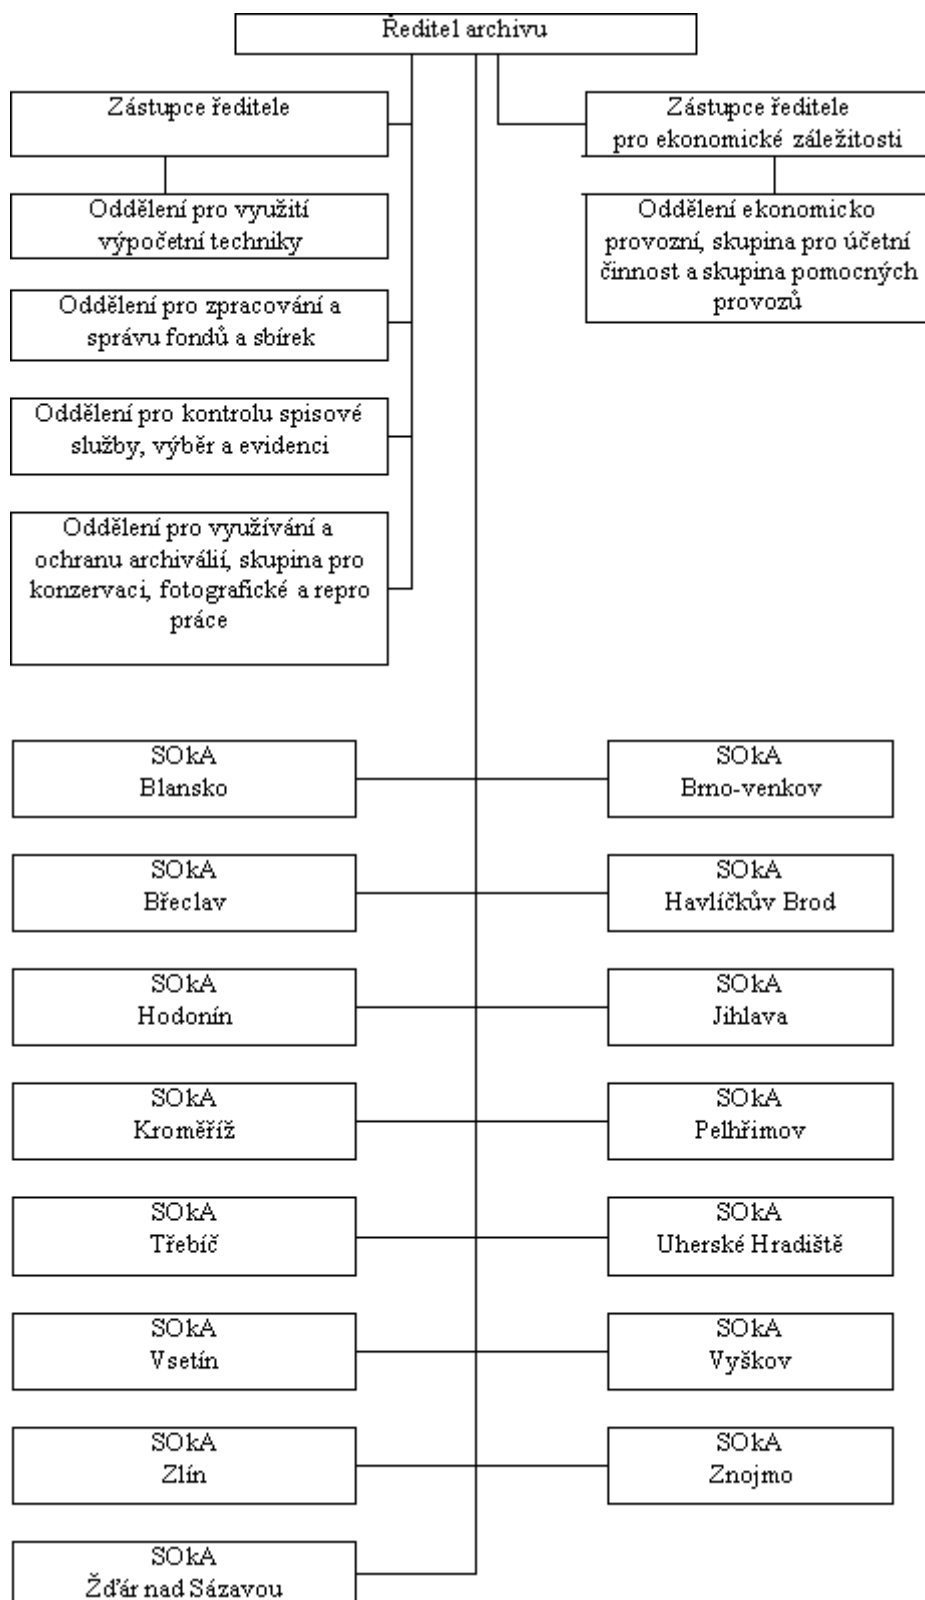 Ředitel archivu
Zástupce ředitele
Zástupce ředitele
pro ekonomické záležitosti
Oddělení pro využití
výpočetní techniky
Oddělení ekonomicko
provozní, skupina pro účetní
činnost a skupina pomocných
provozů
Oddělení pro zpracování a
správu fondů a sbírek
Oddělení pro kontrolu spisové
služby, výběr a evidenci
Oddělení pro využívání a
ochranu archiválií, skupina pro
konzervaci, fotografické a repro
práce
SOkA
Blansko
SOkA
Brno-venkov
SOkA
Břeclav
SOkA
Havlíčkův Brod
SOkA
Hodonín
SOkA
Jihlava
SOkA
Kroměříž
SOkA
Pelhřimov
SOkA
Třebíč
SOkA
Uherské Hradiště
SOkA
Vsetín
SOkA
Vyškov
SOkA
Zlín
SOkA
Znojmo
SOkA
Žďár nad Sázavou